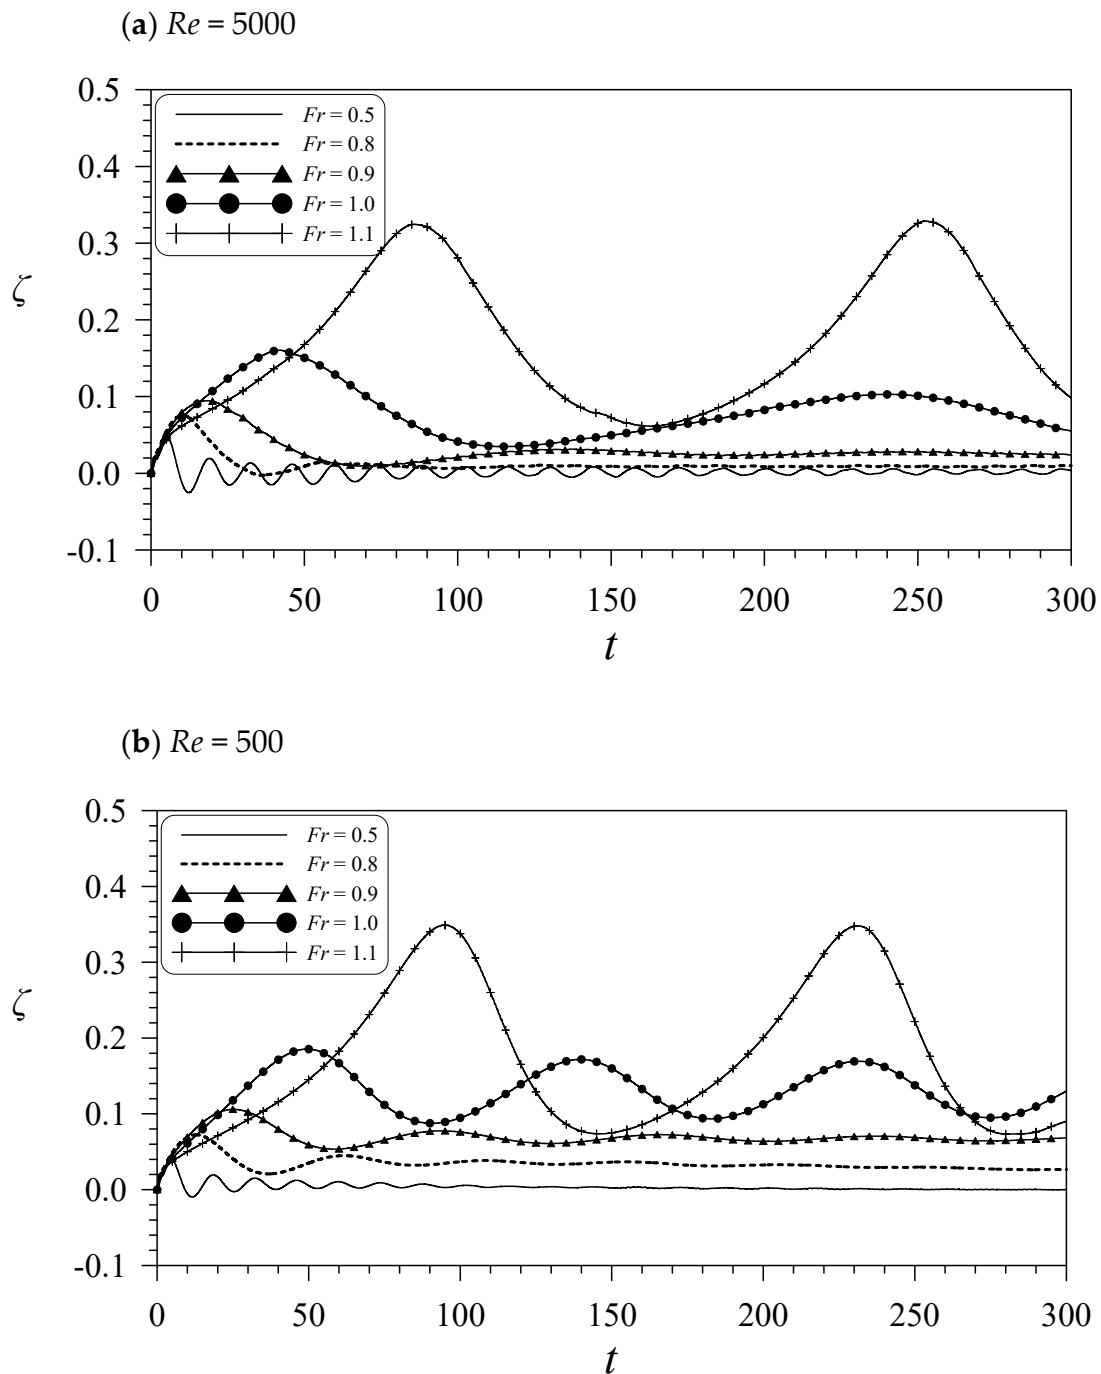 (a) Re = 5000
0.5
0.4
0.3
0.2
0.1
0.0
-0.1
ζ
Fr = 0.5
Fr = 0.8
Fr = 0.9
Fr = 1.0
Fr = 1.1
0 50 100 150 200 250 300
t
(b) Re = 500
0.5
0.4
0.3
0.2
0.1
0.0
-0.1
ζ
Fr = 0.5
Fr = 0.8
Fr = 0.9
Fr = 1.0
Fr = 1.1
0 50 100 150 200 250 300
t